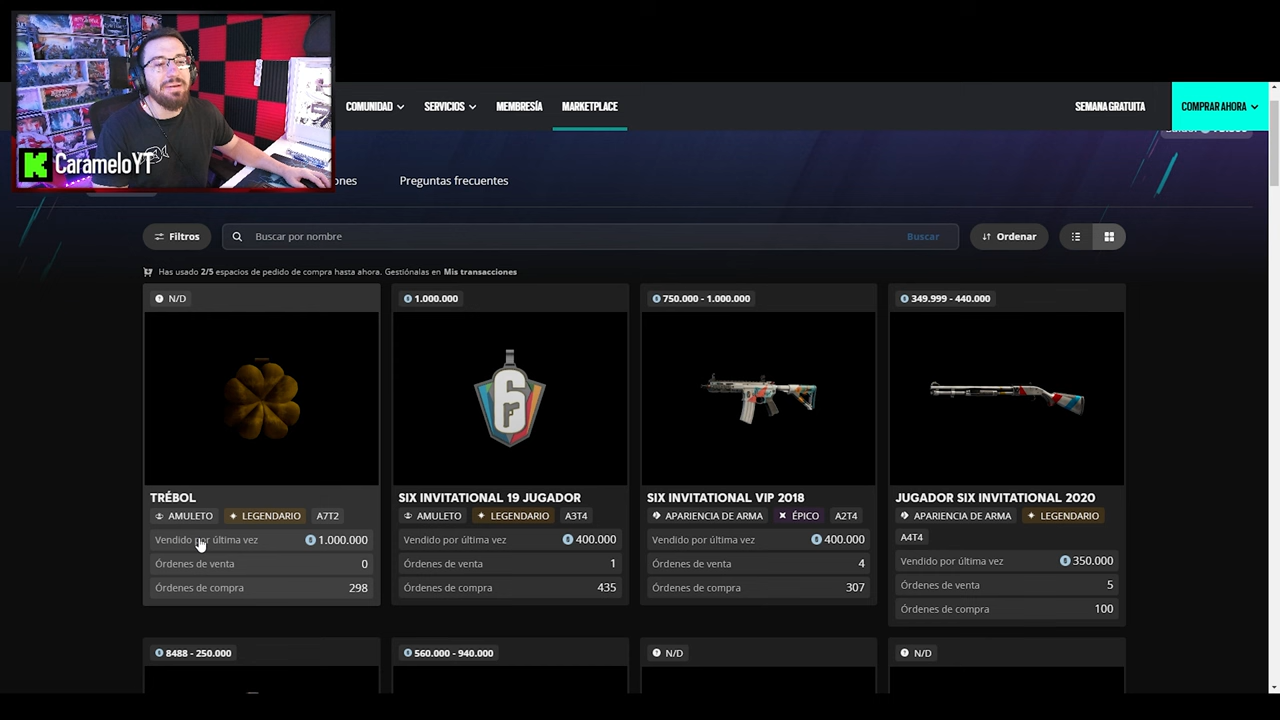 COMUNIDAD
SERVICIOS
MEMBRESÍA
MARKETPLACE
SEMANA GRATUITA
COMPRAR AHORA
K CarameloYT
Preguntas frecuentes
Filtros
Buscar por nombre
Buscar
Ordenar
Has usado 2/5 espacios de pedido de compra hasta ahora. Gestiónalas en Mis transacciones
N/D
TRÉBOL
AMULETO LEGENDARIO A7T2
Vendido por última vez 1.000.000
Órdenes de venta 0
Órdenes de compra 298
1.000.000
6
SIX INVITATIONAL 19 JUGADOR
AMULETO LEGENDARIO A3T4
Vendido por última vez 400.000
Órdenes de venta 1
Órdenes de compra 435
750.000 - 1.000.000
SIX INVITATIONAL VIP 2018
APARIENCIA DE ARMA ÉPICO A2T4
Vendido por última vez 400.000
Órdenes de venta 4
Órdenes de compra 307
349.999 - 440.000
JUGADOR SIX INVITATIONAL 2020
APARIENCIA DE ARMA LEGENDARIO
A4T4
Vendido por última vez 350.000
Órdenes de venta 5
Órdenes de compra 100
8488 - 250.000
560.000 - 940.000
N/D
N/D